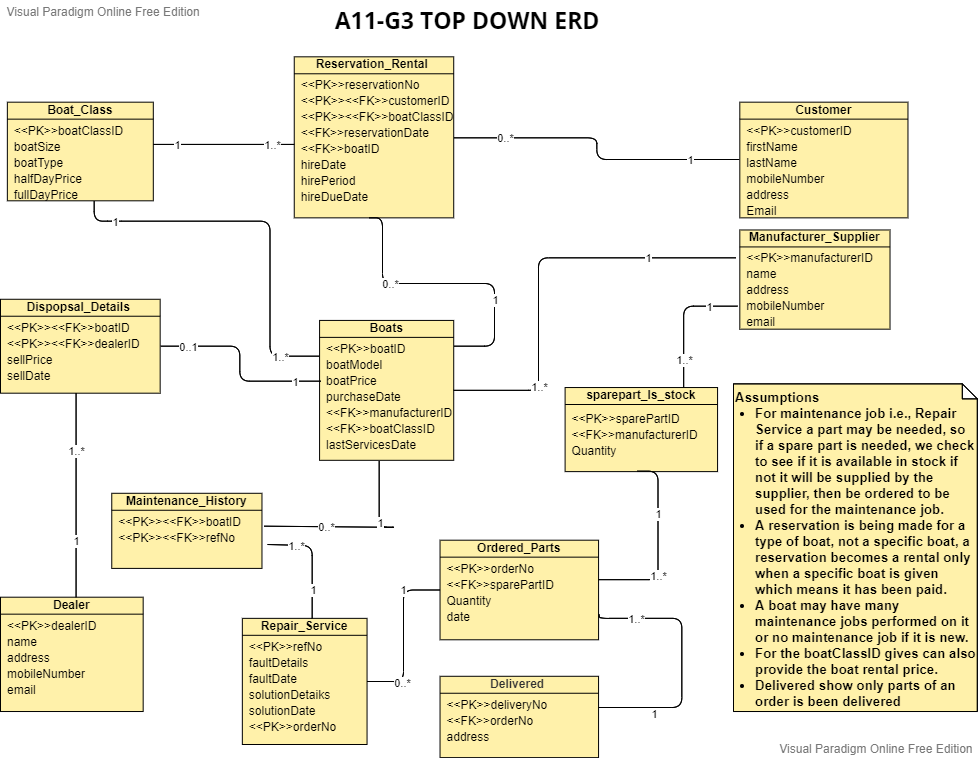 Visual Paradigm Online Free Edition
A11-G3 TOP DOWN ERD
Reservation_Rental
<<PK>>reservationNo
<<PK>><<FK>>customerID
<<PK>><<FK>>boatClassID
<<FK>>reservationDate
<<FK>>boatID
hireDate
hirePeriod
hireDueDate
Boat_Class
<<PK>>boatClassID
boatSize
boatType
halfDayPrice
fullDayPrice
1
1..*
0..*
1
Customer
<<PK>>customerID
firstName
lastName
mobileNumber
address
Email
1
0..*
1
1
Manufacturer_Supplier
<<PK>>manufacturerID
name
address
mobileNumber
email
Dispopsal_Details
<<PK>><<FK>>boatID
<<PK>><<FK>>dealerID
sellPrice
sellDate
0..1
1
1..*
Boats
<<PK>>boatID
boatModel
boatPrice
purchaseDate
<<FK>>manufacturerID
<<FK>>boatClassID
lastServicesDate
1..*
1
1..*
sparepart_Is_stock
<<PK>>sparePartID
<<FK>>manufacturerID
Quantity
Assumptions
• For maintenance job i.e., Repair
Service a part may be needed, so
if a spare part is needed, we check
to see if it is available in stock if
not it will be supplied by the
supplier, then be ordered to be
used for the maintenance job.
• A reservation is being made for a
type of boat, not a specific boat, a
reservation becomes a rental only
when a specific boat is given
which means it has been paid.
• A boat may have many
maintenance jobs performed on it
or no maintenance job if it is new.
• For the boatClassID gives can also
provide the boat rental price.
• Delivered show only parts of an
order is been delivered
1..*
1
Maintenance_History
<<PK>><<FK>>boatID
<<PK>><<FK>>refNo
0..*
1
1..*
1
1
1..*
Ordered_Parts
<<PK>>orderNo
<<FK>>sparePartID
Quantity
date
1
0..*
1..*
1
Dealer
<<PK>>dealerID
name
address
mobileNumber
email
Repair_Service
<<PK>>refNo
faultDetails
faultDate
solutionDetaiks
solutionDate
<<PK>>orderNo
Delivered
<<PK>>deliveryNo
<<FK>>orderNo
address
Visual Paradigm Online Free Edition